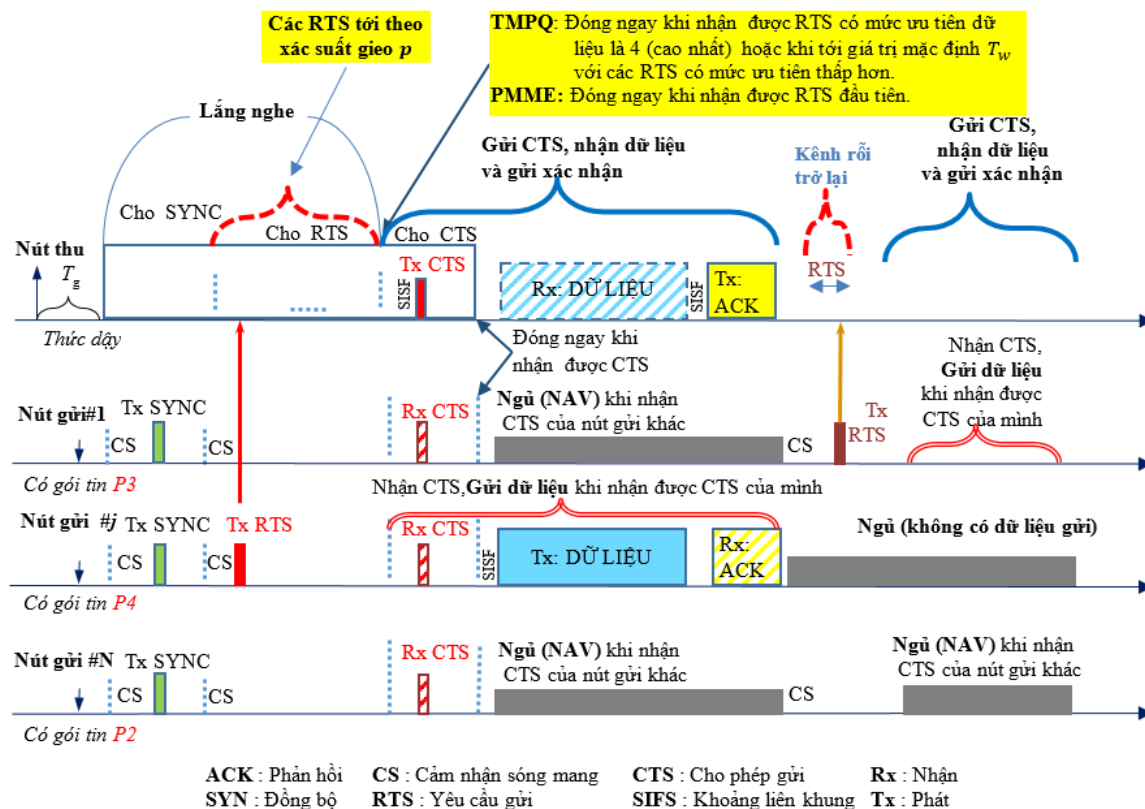 Các RTS tới theo
xác suất gieo p
TMPQ: Đóng ngay khi nhận được RTS có mức ưu tiên dữ
liệu là 4 (cao nhất) hoặc khi tới giá trị mặc định T_w
với các RTS có mức ưu tiên thấp hơn.
PMME: Đóng ngay khi nhận được RTS đầu tiên.
Lắng nghe
Gửi CTS, nhận dữ liệu
và gửi xác nhận
Kênh rỗi
trở lại
Gửi CTS,
nhận dữ liệu
và gửi xác nhận
Cho SYNC
Cho RTS
Cho CTS
Nút thu
T_g
Thức dậy
.....
SISF
Tx CTS
Rx: DỮ LIỆU
SISF
Tx:
ACK
RTS
Đóng ngay khi
nhận được CTS
Nhận CTS,
Gửi dữ liệu
khi nhận được
CTS của mình
Nút gửi#1
Tx SYNC
CS
CS
Rx CTS
Ngủ (NAV) khi nhận
CTS của nút gửi khác
CS
Tx
RTS
Có gói tin P3
Nhận CTS,Gửi dữ liệu khi nhận được CTS của mình
Nút gửi #j
Tx SYNC
Tx RTS
CS
CS
Rx CTS
SISF
Tx: DỮ LIỆU
Rx:
ACK
Ngủ (không có dữ liệu gửi)
Có gói tin P4
Nút gửi #N
Tx SYNC
CS
CS
Rx CTS
Ngủ (NAV) khi nhận
CTS của nút gửi khác
CS
Ngủ (NAV) khi nhận
CTS của nút gửi khác
Có gói tin P2
ACK : Phản hồi CS : Cảm nhận sóng mang CTS : Cho phép gửi Rx : Nhận
SYN : Đồng bộ RTS : Yêu cầu gửi SIFS : Khoảng liên khung Tx : Phát